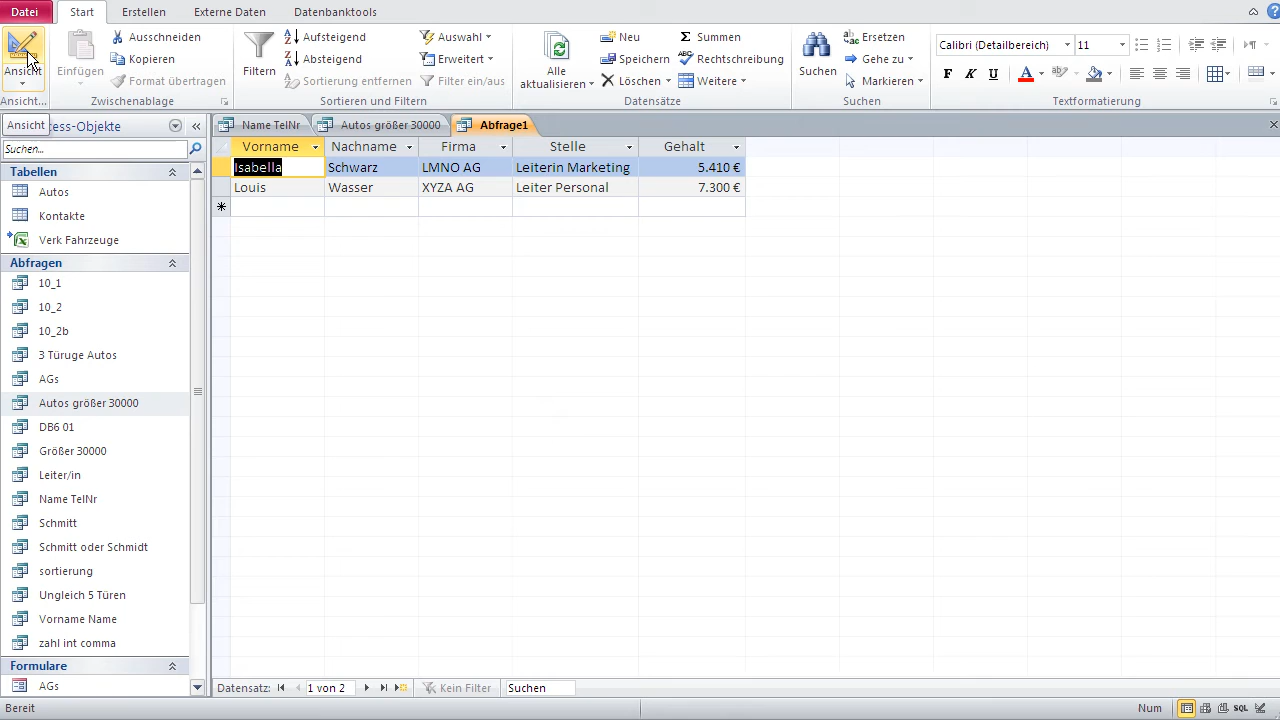 Datei Start Erstellen Externe Daten Datenbanktools
Ansicht
Ansicht...
Einfügen
Ausschneiden
Kopieren
Format übertragen
Zwischenablage
Filtern
Aufsteigend
Absteigend
Sortierung entfernen
Auswahl
Erweitert
Filter ein/aus
Sortieren und Filtern
Alle
aktualisieren
Neu
Speichern
Löschen
Summen
Rechtschreibung
Weitere
Datensätze
Suchen
Ersetzen
Gehe zu
Markieren
Suchen
Calibri (Detailbereich) 11
F K U
Textformatierung
Ansicht
cess-Objekte
Suchen...
Tabellen
Autos
Kontakte
Verk Fahrzeuge
Abfragen
10_1
10_2
10_2b
3 Türuge Autos
AGs
Autos größer 30000
DB6 01
Größer 30000
Leiter/in
Name TelNr
Schmitt
Schmitt oder Schmidt
sortierung
Ungleich 5 Türen
Vorname Name
zahl int comma
Formulare
AGs
Name TelNr Autos größer 30000 Abfrage1
Vorname Nachname Firma Stelle Gehalt
Isabella Schwarz LMNO AG Leiterin Marketing 5.410 €
Louis Wasser XYZA AG Leiter Personal 7.300 €
Datensatz: 1 von 2 Kein Filter Suchen
Bereit Num SQL